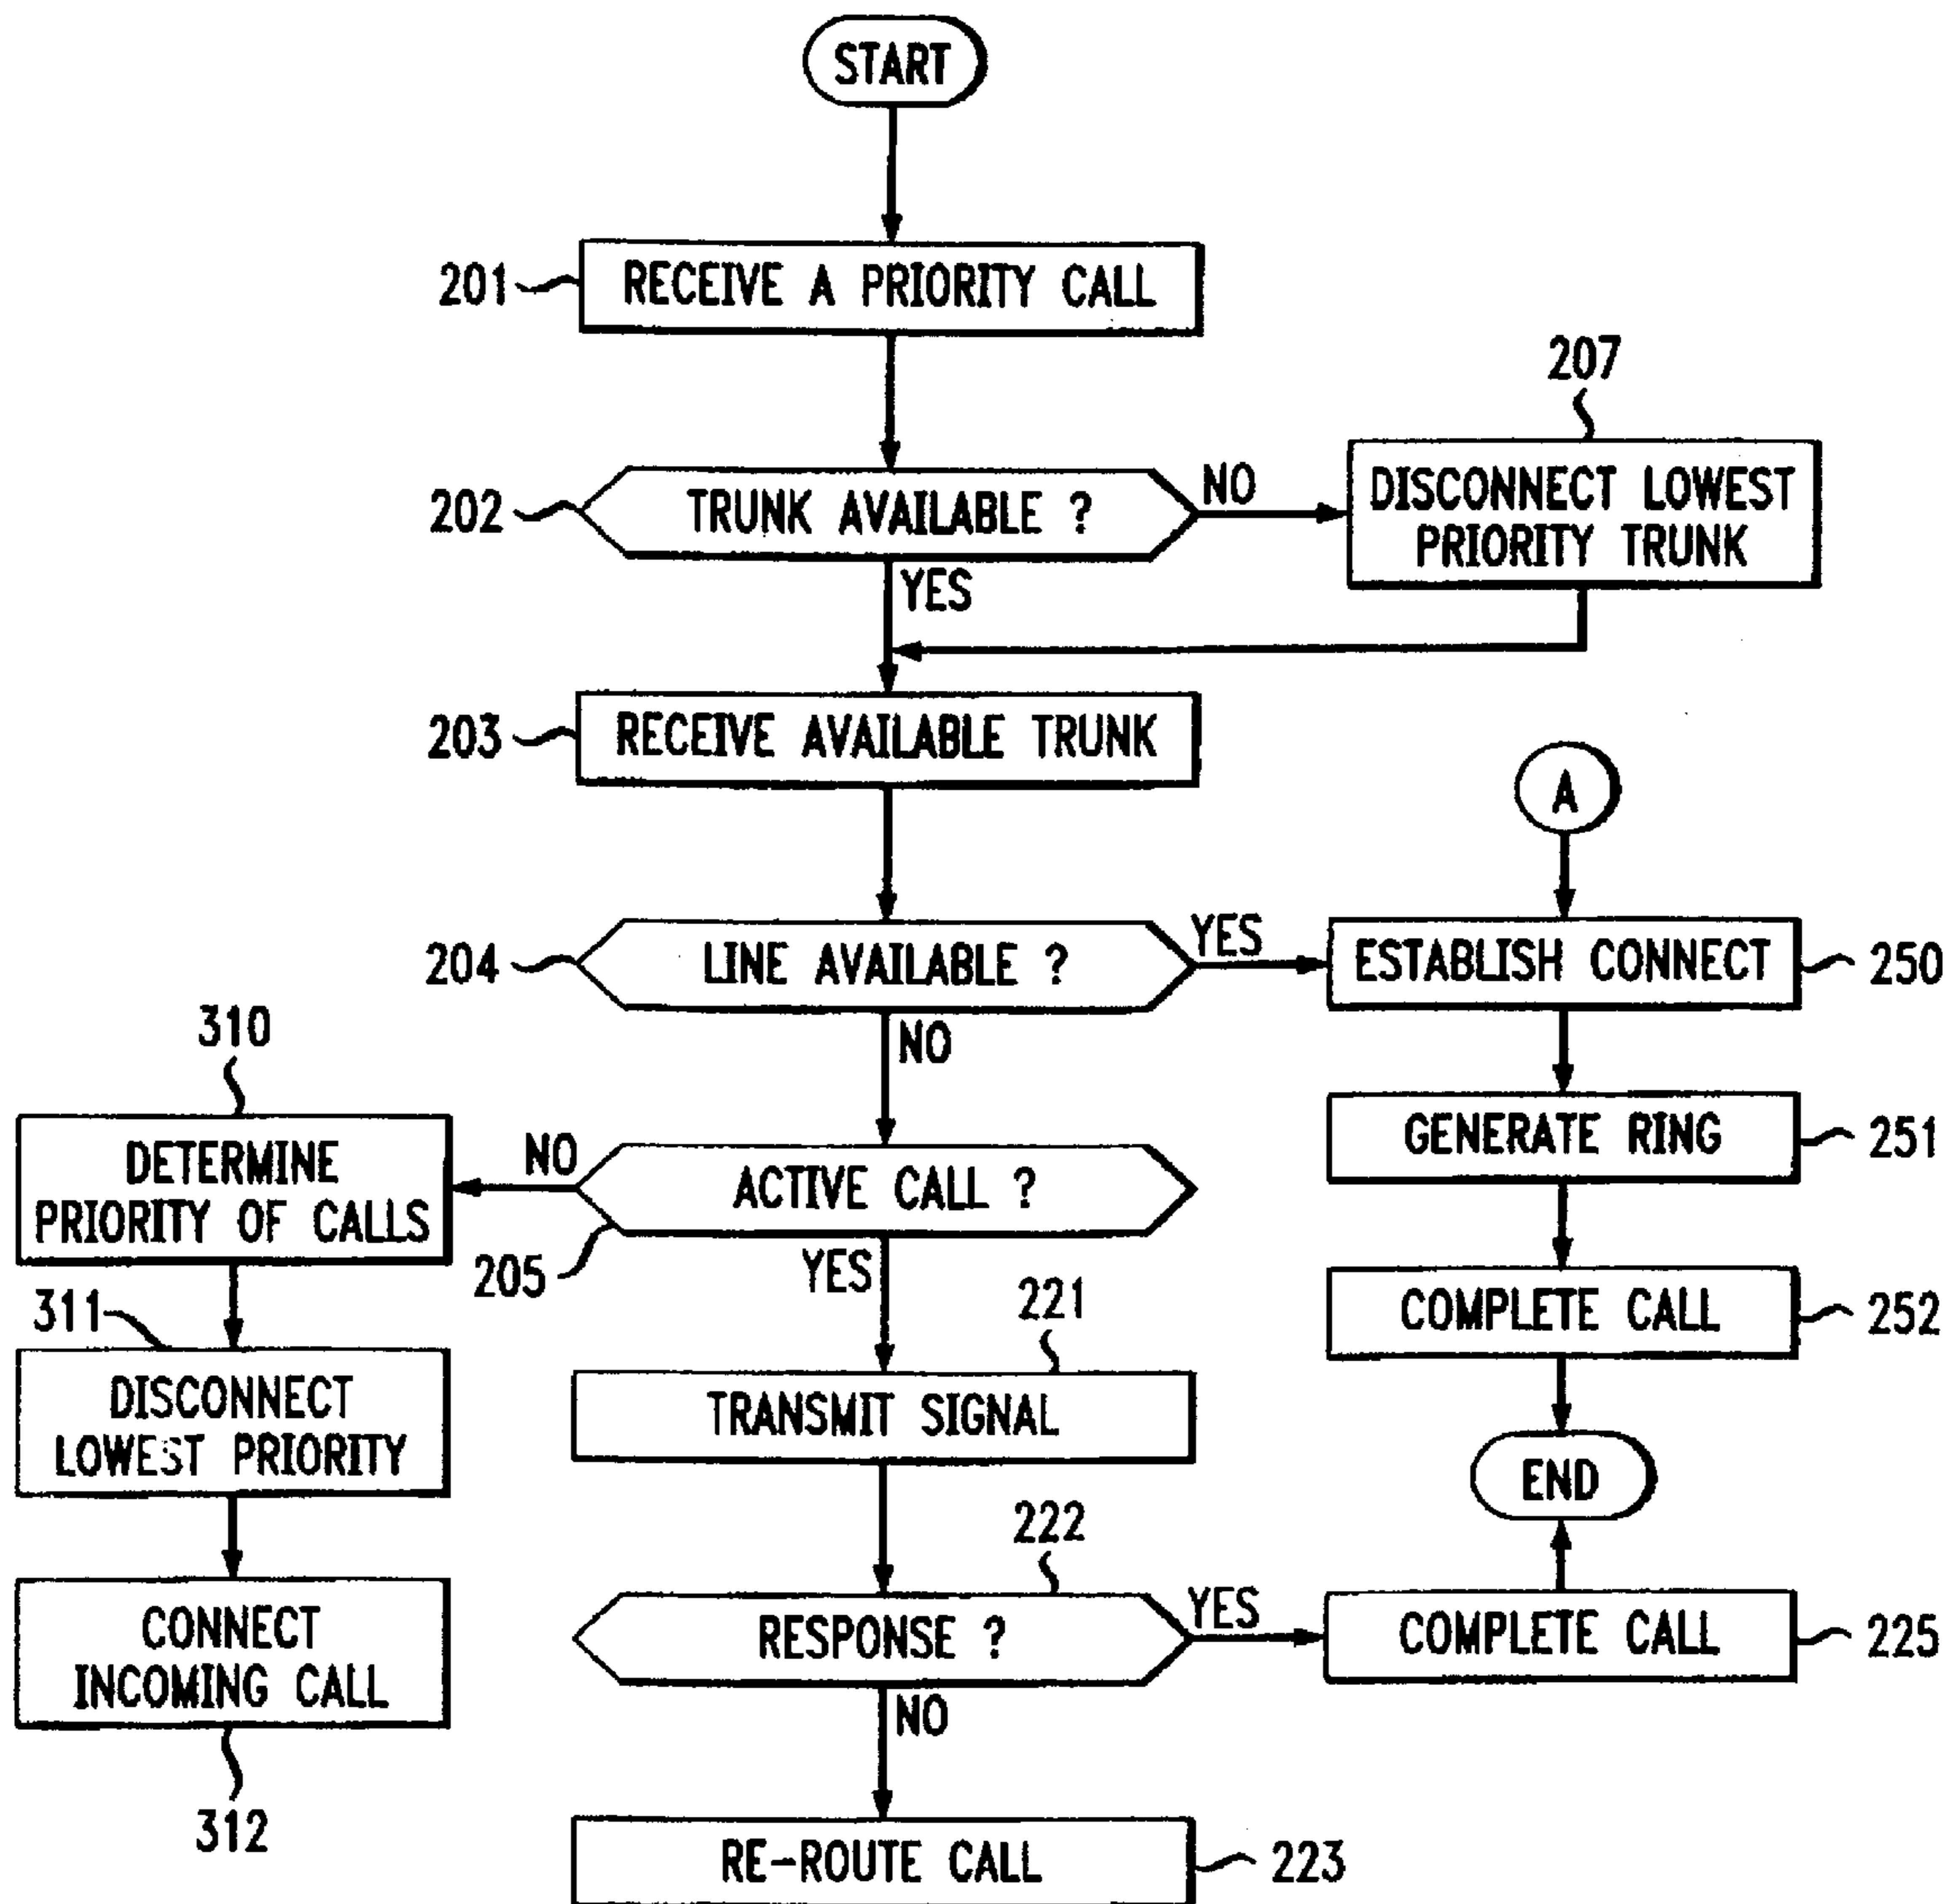 START
201
RECEIVE A PRIORITY CALL
207
202
TRUNK AVAILABLE ?
NO
DISCONNECT LOWEST
PRIORITY TRUNK
YES
203
RECEIVE AVAILABLE TRUNK
A
204
LINE AVAILABLE ?
YES
ESTABLISH CONNECT
250
NO
310
GENERATE RING
251
DETERMINE
PRIORITY OF CALLS
NO
ACTIVE CALL ?
205
YES
221
COMPLETE CALL
252
311
DISCONNECT
LOWEST PRIORITY
TRANSMIT SIGNAL
END
222
CONNECT
INCOMING CALL
RESPONSE ?
YES
COMPLETE CALL
225
NO
312
RE-ROUTE CALL
223